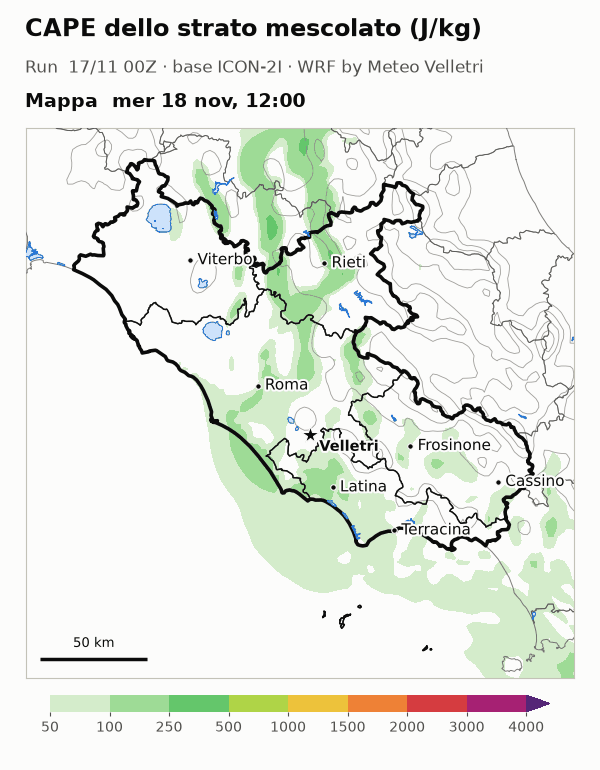 CAPE dello strato mescolato (J/kg)
Run 17/11 00Z · base ICON-2I · WRF by Meteo Velletri
Mappa mer 18 nov, 12:00
Viterbo
Rieti
Roma
Velletri
Frosinone
Latina
Cassino
Terracina
50 km
50 100 250 500 1000 1500 2000 3000 4000